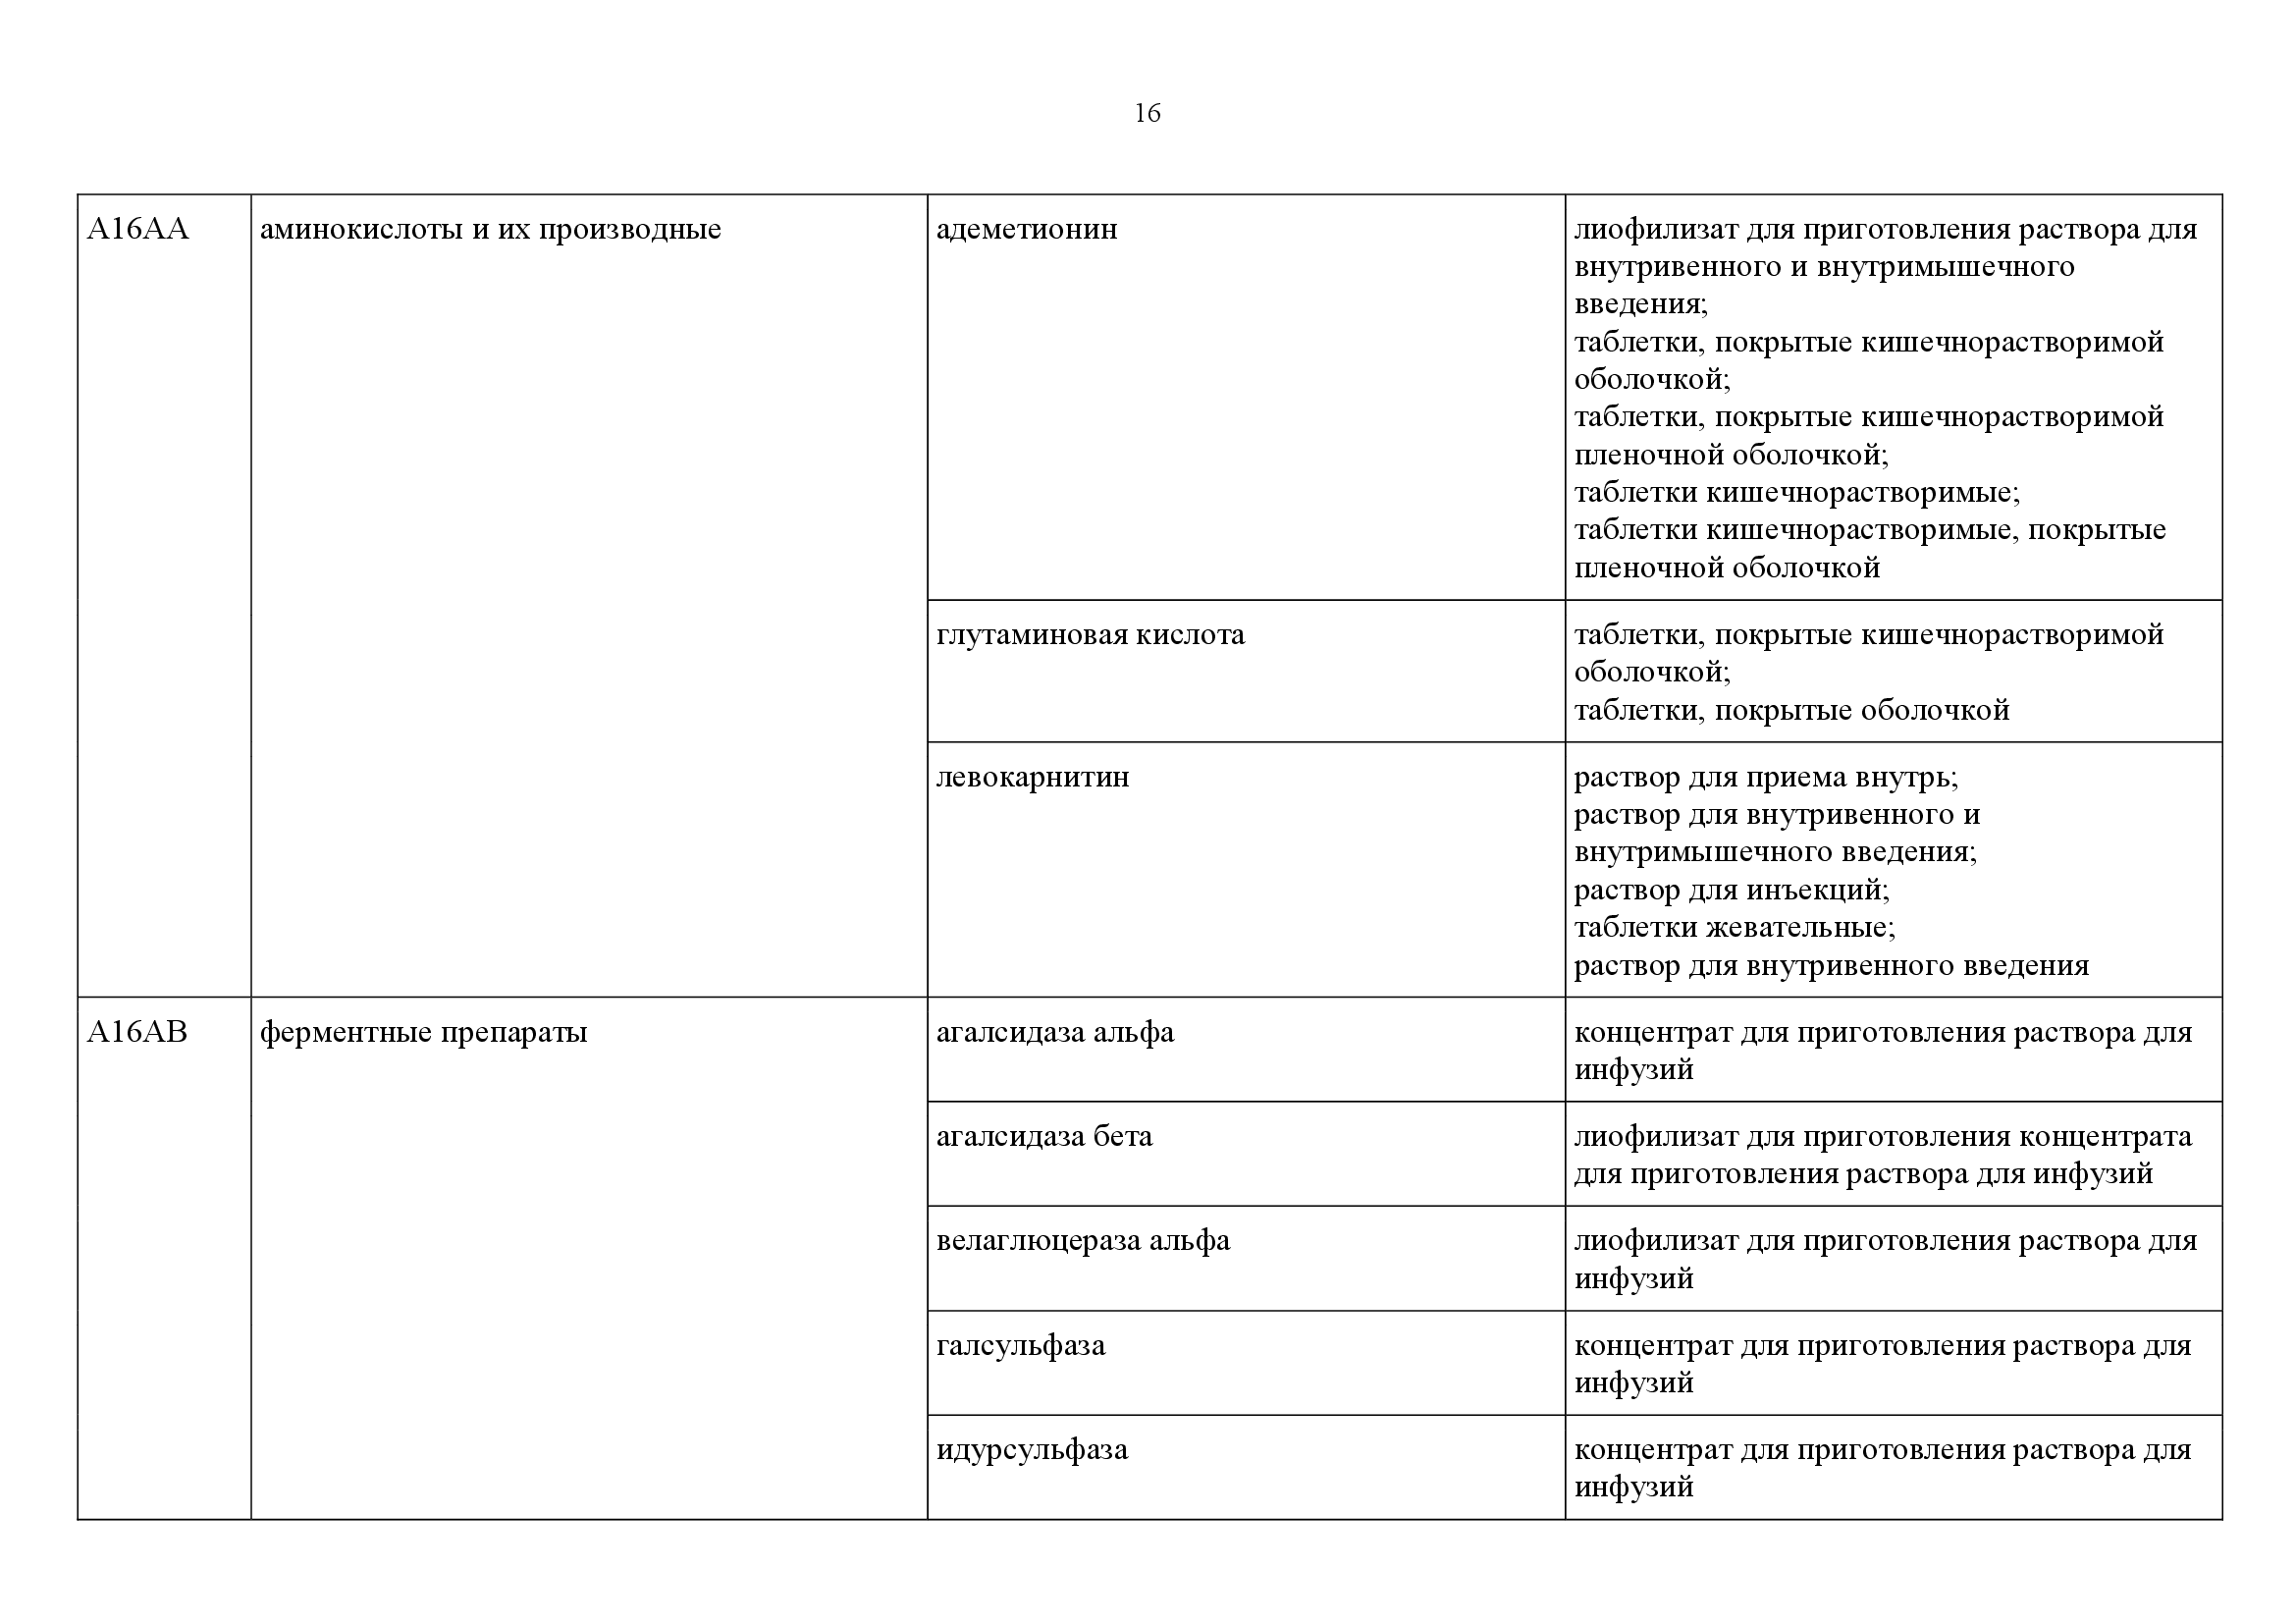 16
A16AA
аминокислоты и их производные
адеметионин
лиофилизат для приготовления раствора для
внутривенного и внутримышечного
введения;
таблетки, покрытые кишечнорастворимой
оболочкой;
таблетки, покрытые кишечнорастворимой
пленочной оболочкой;
таблетки кишечнорастворимые;
таблетки кишечнорастворимые, покрытые
пленочной оболочкой
глутаминовая кислота
таблетки, покрытые кишечнорастворимой
оболочкой;
таблетки, покрытые оболочкой
левокарнитин
раствор для приема внутрь;
раствор для внутривенного и
внутримышечного введения;
раствор для инъекций;
таблетки жевательные;
раствор для внутривенного введения
A16AB
ферментные препараты
агалсидаза альфа
концентрат для приготовления раствора для
инфузий
агалсидаза бета
лиофилизат для приготовления концентрата
для приготовления раствора для инфузий
велаглюцераза альфа
лиофилизат для приготовления раствора для
инфузий
галсульфаза
концентрат для приготовления раствора для
инфузий
идурсульфаза
концентрат для приготовления раствора для
инфузий